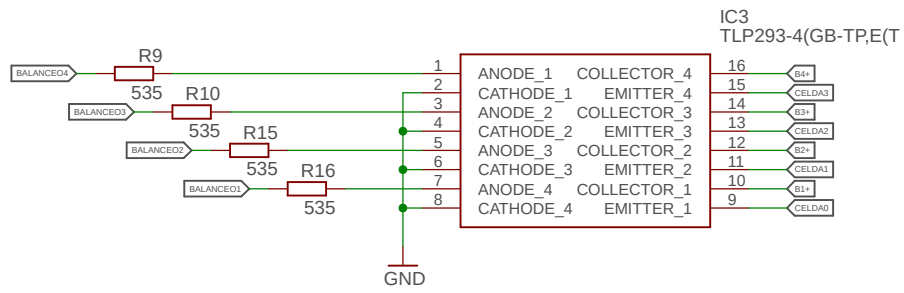 IC3
TLP293-4(GB-TP,E(T
BALANCEO4 R9 535 1 ANODE_1 COLLECTOR_4 16 B4+
2 CATHODE_1 EMITTER_4 15 CELDA3
BALANCEO3 R10 535 3 ANODE_2 COLLECTOR_3 14 B3+
4 CATHODE_2 EMITTER_3 13 CELDA2
BALANCEO2 R15 535 5 ANODE_3 COLLECTOR_2 12 B2+
6 CATHODE_3 EMITTER_2 11 CELDA1
BALANCEO1 R16 535 7 ANODE_4 COLLECTOR_1 10 B1+
8 CATHODE_4 EMITTER_1 9 CELDA0
GND